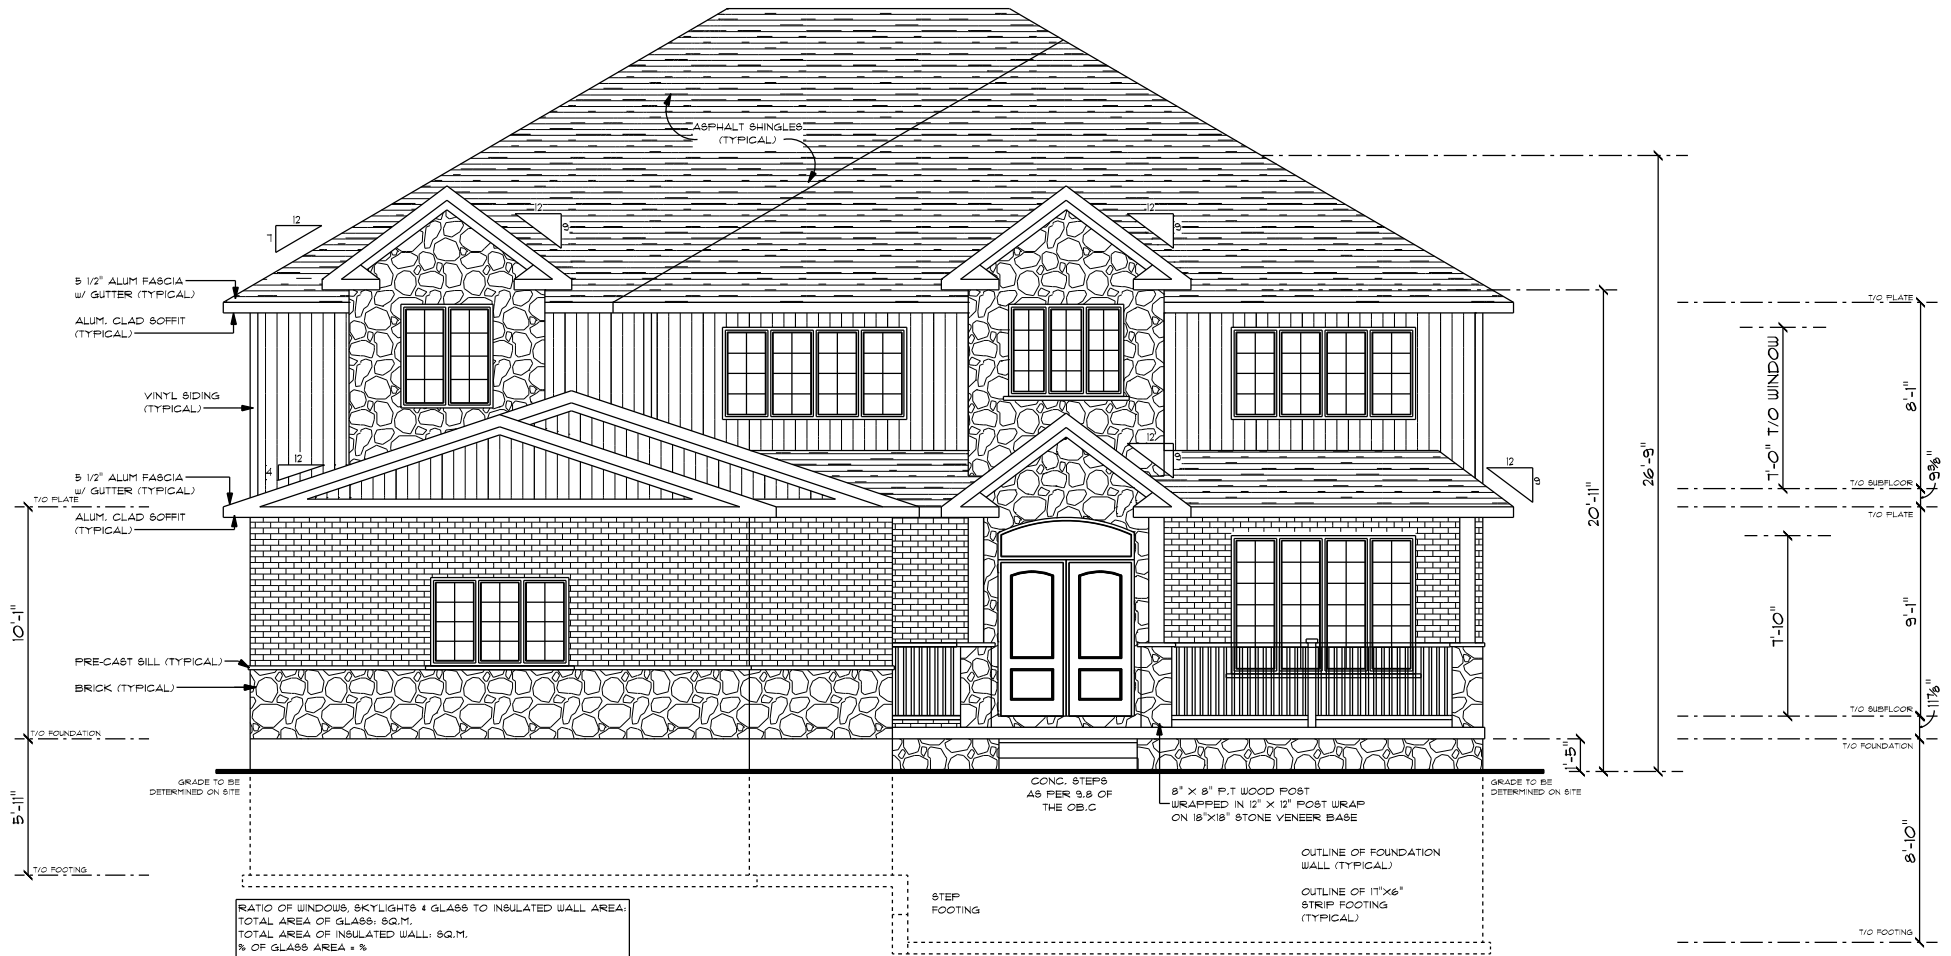 ASPHALT SHINGLES
(TYPICAL)
12
7
12
9
12
9
5 1/2" ALUM FASCIA
w/ GUTTER (TYPICAL)
ALUM. CLAD SOFFIT
(TYPICAL)
VINYL SIDING
(TYPICAL)
12
4
12
9
12
9
5 1/2" ALUM FASCIA
w/ GUTTER (TYPICAL)
T/O PLATE
ALUM. CLAD SOFFIT
(TYPICAL)
10'-1"
PRE-CAST SILL (TYPICAL)
BRICK (TYPICAL)
T/O FOUNDATION
GRADE TO BE
DETERMINED ON SITE
5'-11"
T/O FOOTING
RATIO OF WINDOWS, SKYLIGHTS & GLASS TO INSULATED WALL AREA:
TOTAL AREA OF GLASS: SQ.M.
TOTAL AREA OF INSULATED WALL: SQ.M.
% OF GLASS AREA = %
CONC. STEPS
AS PER 9.8 OF
THE OB.C
8" X 8" P.T WOOD POST
WRAPPED IN 12" X 12" POST WRAP
ON 18"X18" STONE VENEER BASE
STEP
FOOTING
OUTLINE OF FOUNDATION
WALL (TYPICAL)
OUTLINE OF 17"X6"
STRIP FOOTING
(TYPICAL)
GRADE TO BE
DETERMINED ON SITE
1'-5"
20'-11"
26'-9"
7'-0" T/O WINDOW
7'-10"
T/O PLATE
8'-1"
T/O SUBFLOOR
9⅜"
T/O PLATE
9'-1"
T/O SUBFLOOR
11⅞"
T/O FOUNDATION
8'-10"
T/O FOOTING